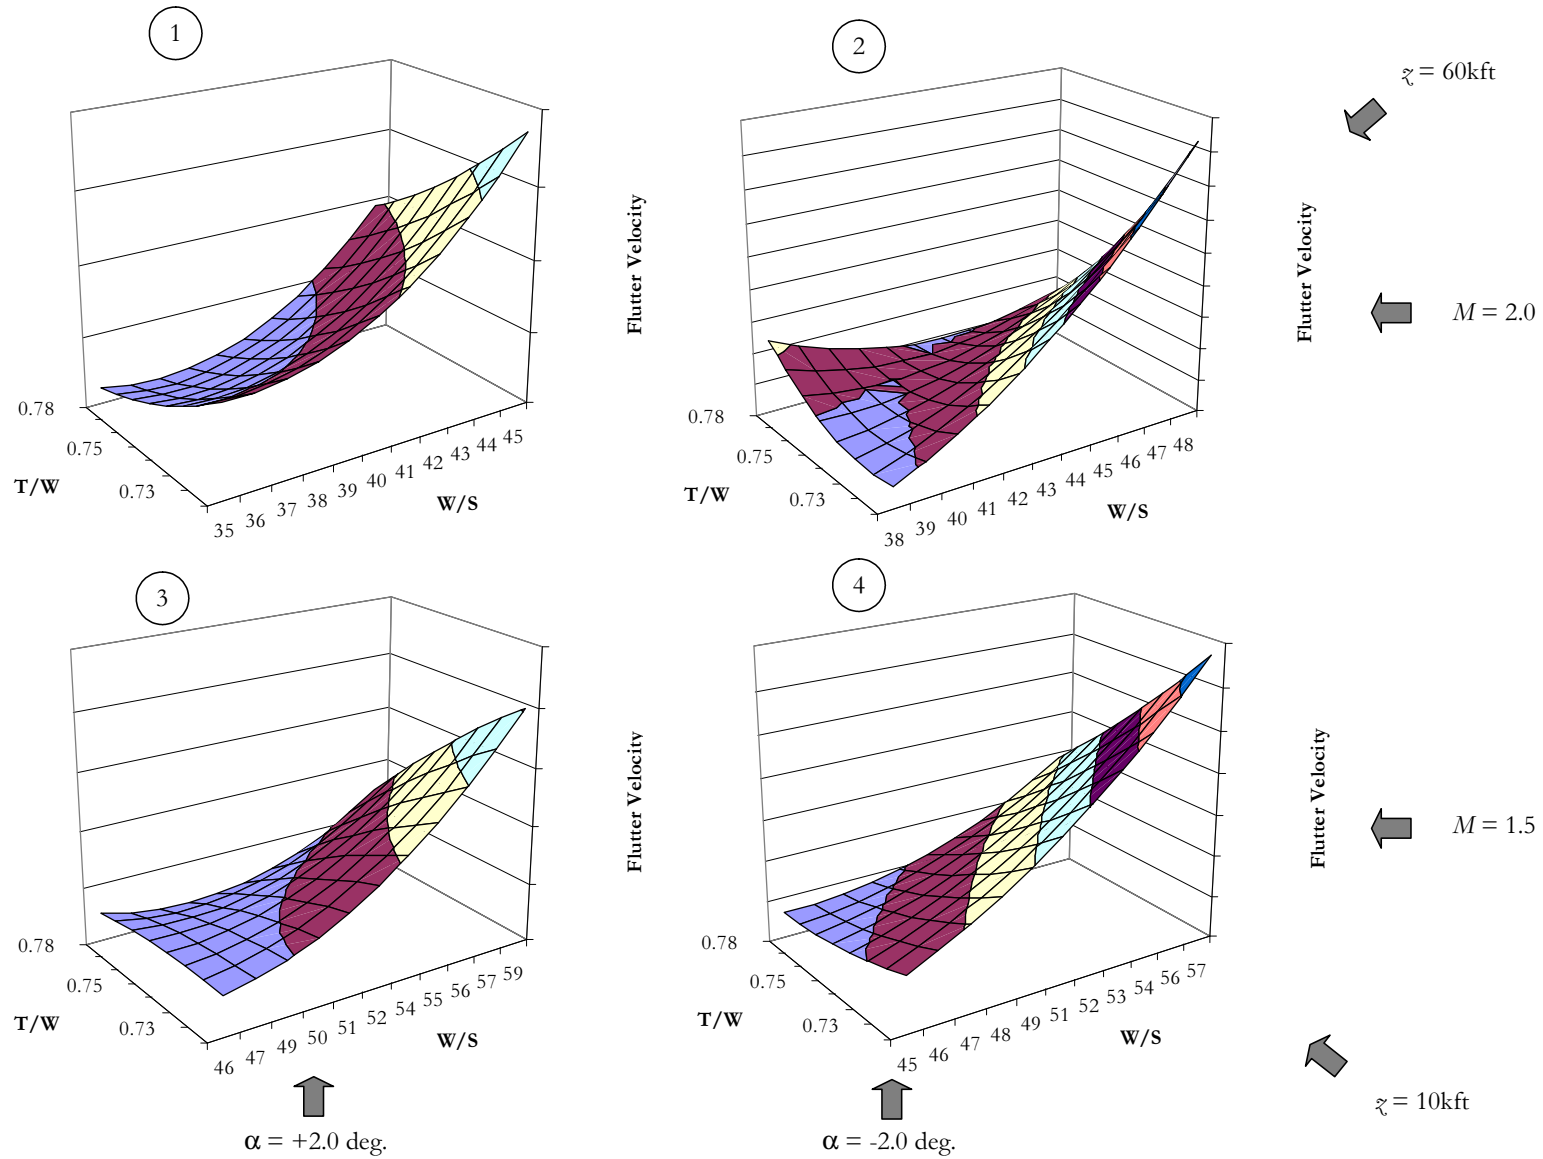 1
0.78
0.75
0.73
T/W
35 36 37 38 39 40 41 42 43 44 45
W/S
Flutter Velocity
2
0.78
0.75
0.73
T/W
38 39 40 41 42 43 44 45 46 47 48
W/S
Flutter Velocity
z = 60kft
M = 2.0
3
0.78
0.75
0.73
T/W
46 47 49 50 51 52 54 55 56 57 59
W/S
Flutter Velocity
α = +2.0 deg.
4
0.78
0.75
0.73
T/W
45 46 47 48 49 51 52 53 54 56 57
W/S
Flutter Velocity
α = -2.0 deg.
M = 1.5
z = 10kft